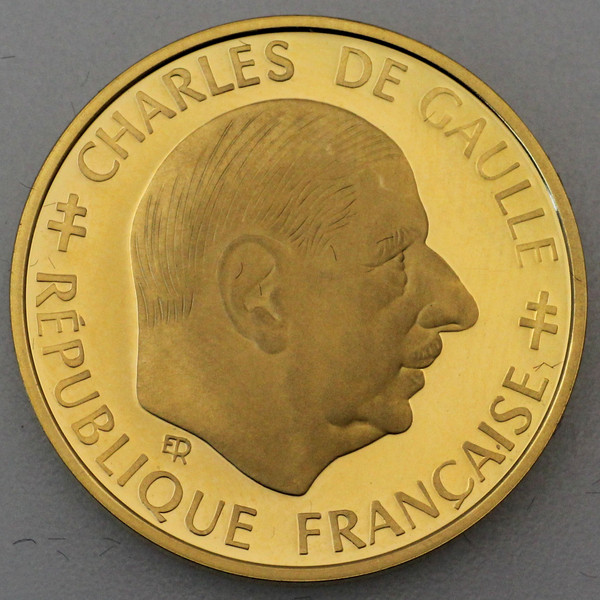 CHARLES DE GAULLE
RÉPUBLIQUE FRANÇAISE
ER